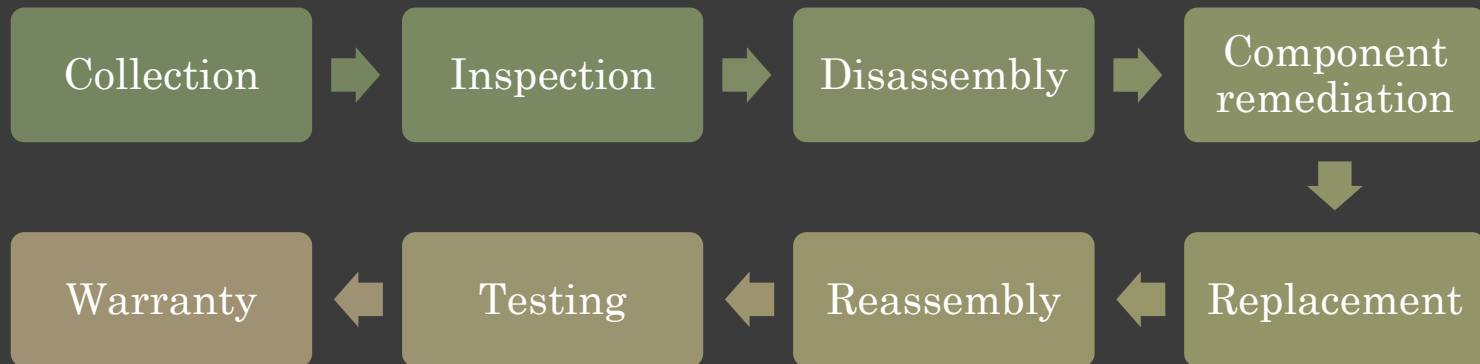 Collection
Inspection
Disassembly
Component
remediation
Replacement
Reassembly
Testing
Warranty